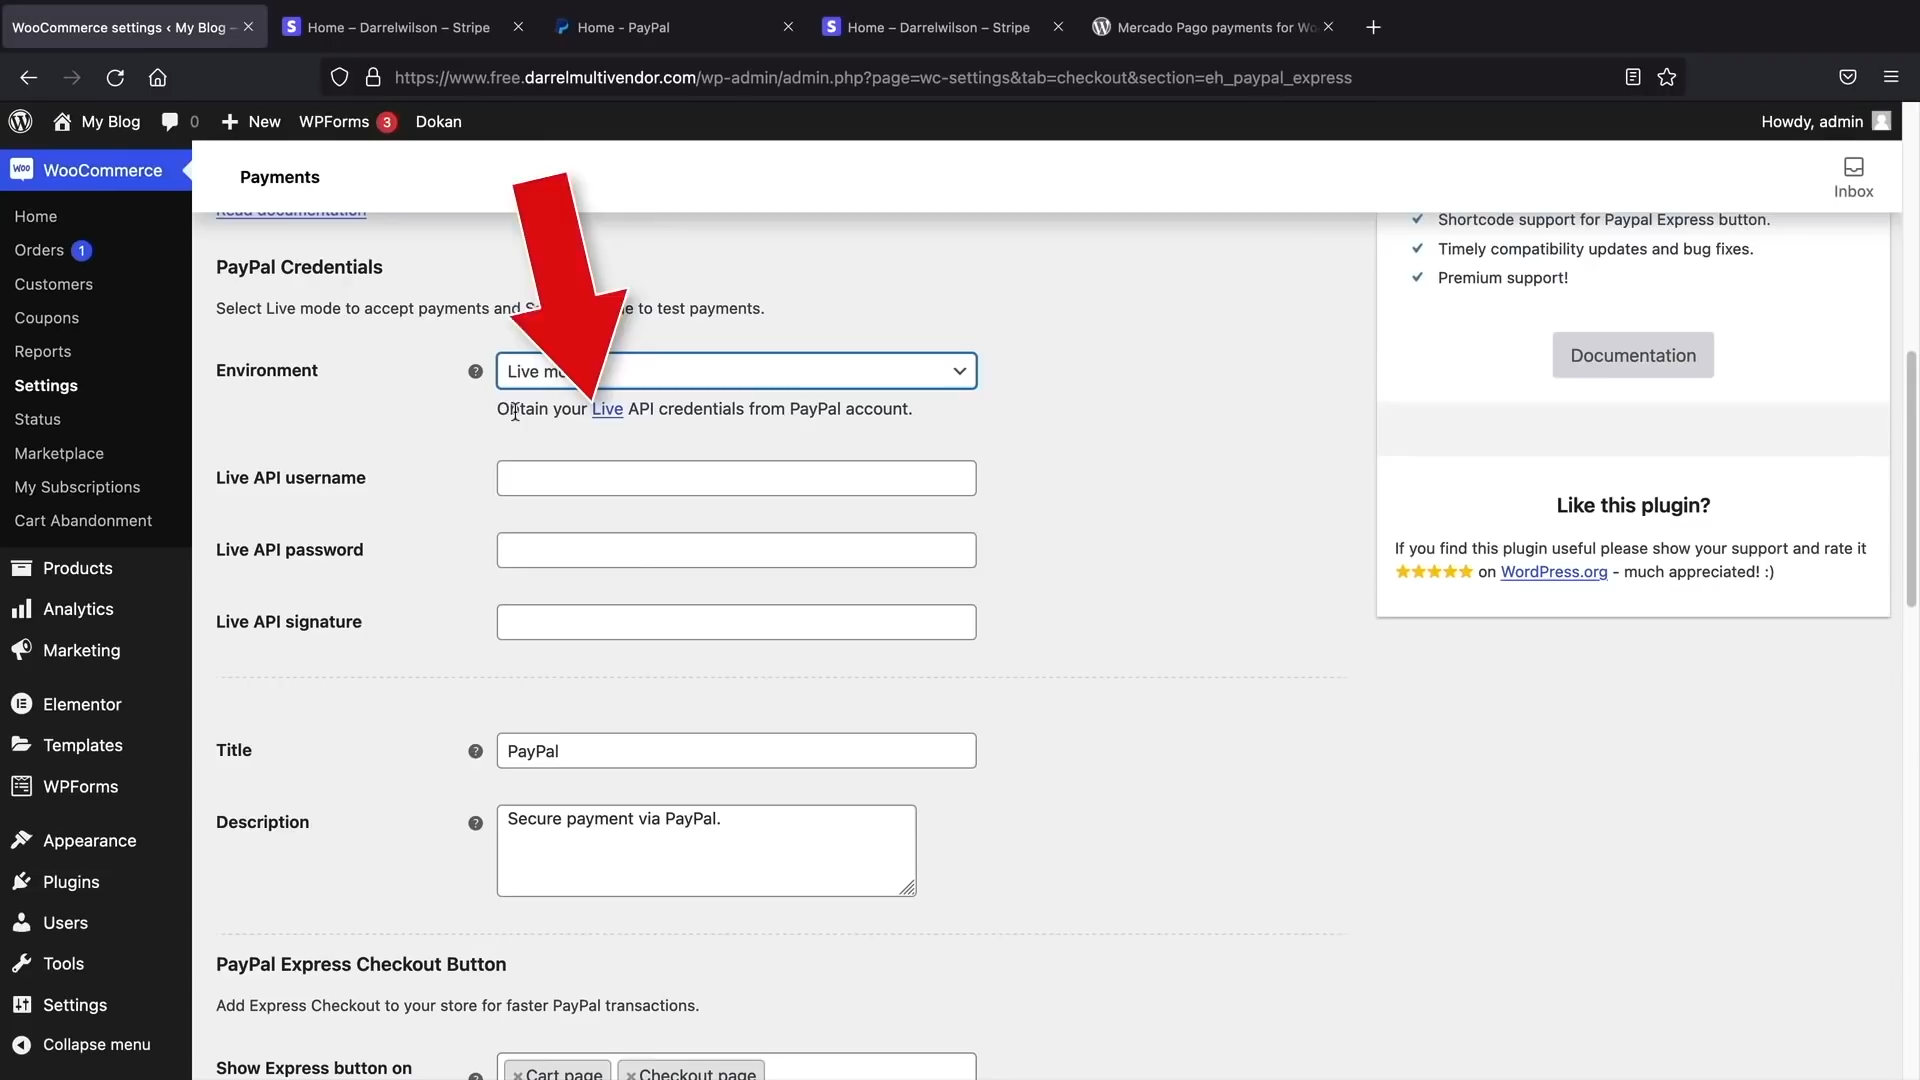 WooCommerce settings ‹ My Blog –
Home – Darrelwilson – Stripe
Home - PayPal
Home – Darrelwilson – Stripe
Mercado Pago payments for Wo
https://www.free.darrelmultivendor.com/wp-admin/admin.php?page=wc-settings&tab=checkout&section=eh_paypal_express
My Blog
0
New
WPForms 3
Dokan
Howdy, admin
Woo WooCommerce
Home
Orders 1
Customers
Coupons
Reports
Settings
Status
Marketplace
My Subscriptions
Cart Abandonment
Products
Analytics
Marketing
Elementor
Templates
WPForms
Appearance
Plugins
Users
Tools
Settings
Collapse menu
Payments
Inbox
Read documentation
PayPal Credentials
Select Live mode to accept payments and S e to test payments.
Environment
Live mo
Obtain your Live API credentials from PayPal account.
Live API username
Live API password
Live API signature
Title
PayPal
Description
Secure payment via PayPal.
PayPal Express Checkout Button
Add Express Checkout to your store for faster PayPal transactions.
Show Express button on
×Cart page ×Checkout page
Shortcode support for Paypal Express button.
Timely compatibility updates and bug fixes.
Premium support!
Documentation
Like this plugin?
If you find this plugin useful please show your support and rate it
★★★★★ on WordPress.org - much appreciated! :)